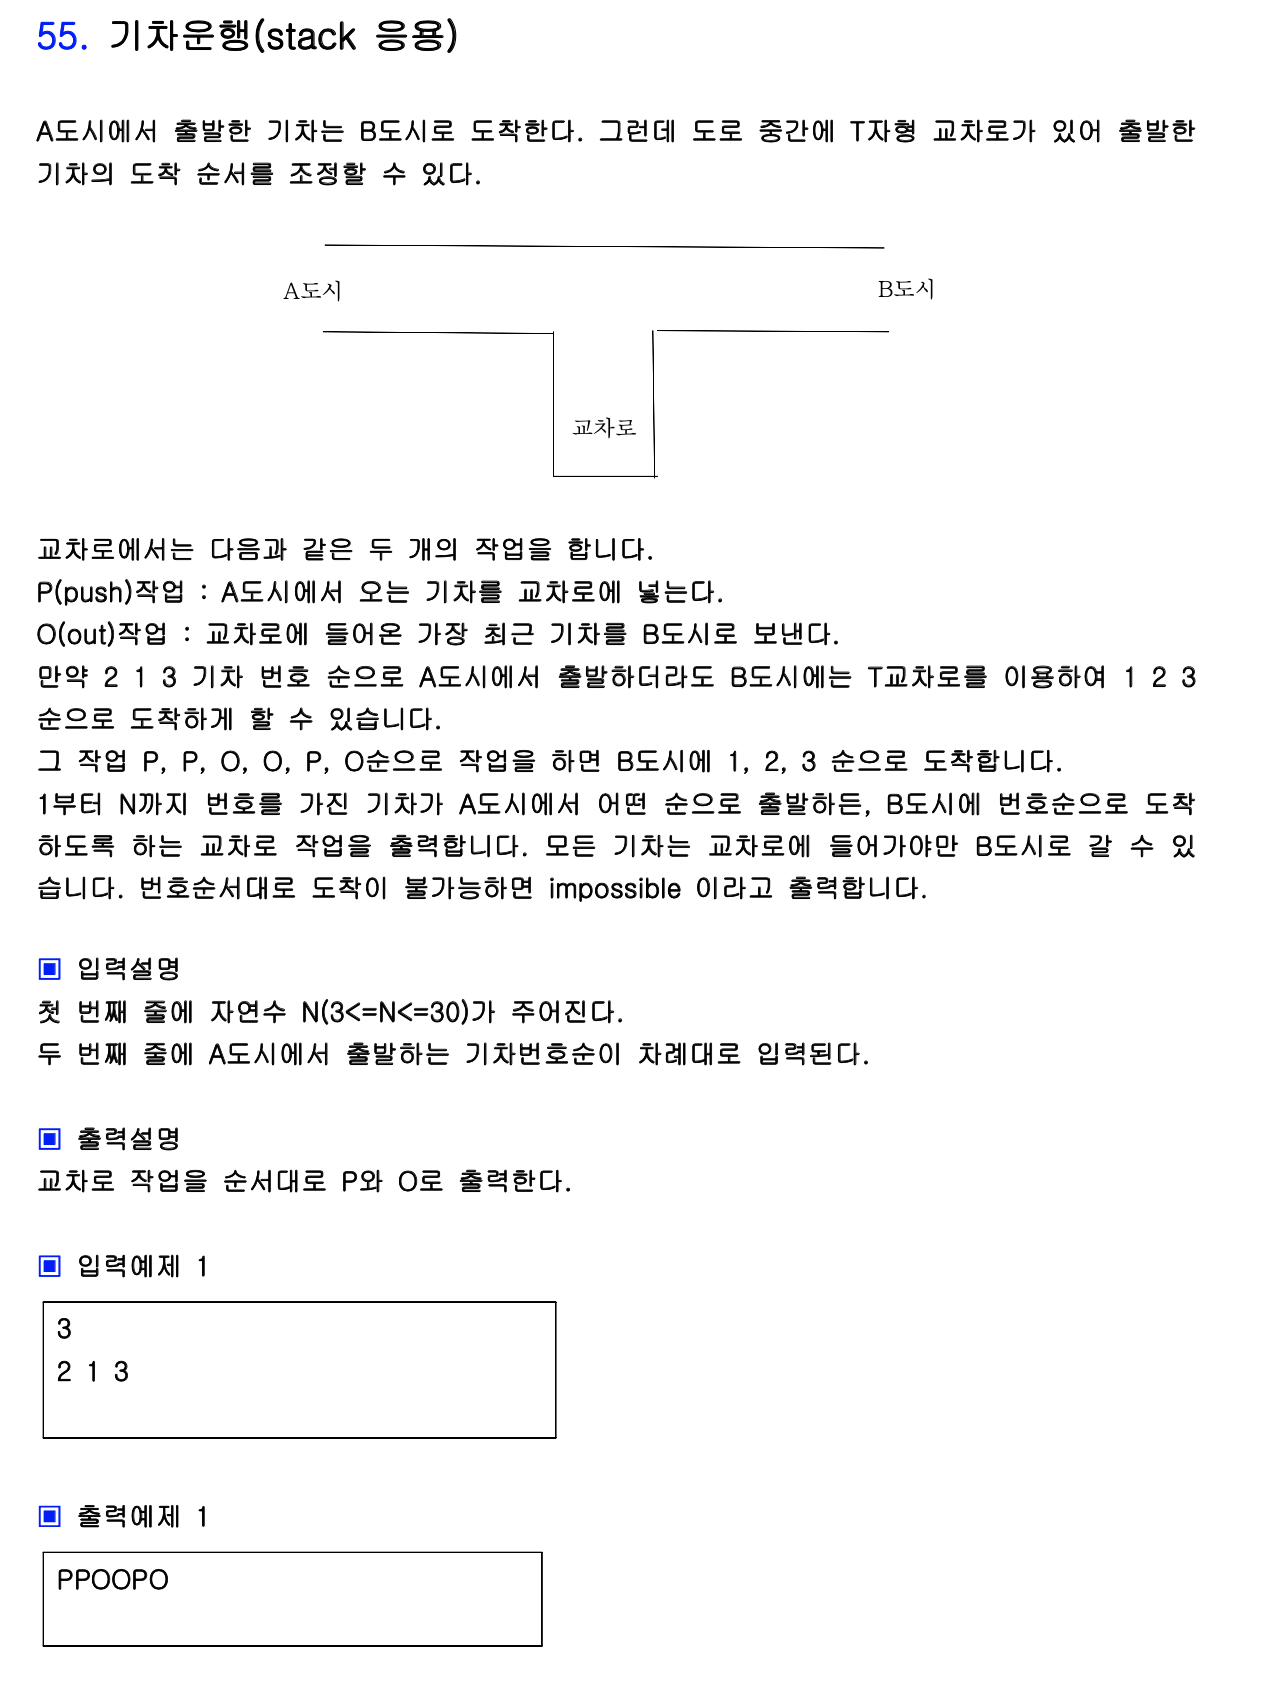 55. 기차운행(stack 응용)
A도시에서 출발한 기차는 B도시로 도착한다. 그런데 도로 중간에 T자형 교차로가 있어 출발한
기차의 도착 순서를 조정할 수 있다.
A도시
B도시
교차로
교차로에서는 다음과 같은 두 개의 작업을 합니다.
P(push)작업 : A도시에서 오는 기차를 교차로에 넣는다.
O(out)작업 : 교차로에 들어온 가장 최근 기차를 B도시로 보낸다.
만약 2 1 3 기차 번호 순으로 A도시에서 출발하더라도 B도시에는 T교차로를 이용하여 1 2 3
순으로 도착하게 할 수 있습니다.
그 작업 P, P, O, O, P, O순으로 작업을 하면 B도시에 1, 2, 3 순으로 도착합니다.
1부터 N까지 번호를 가진 기차가 A도시에서 어떤 순으로 출발하든, B도시에 번호순으로 도착
하도록 하는 교차로 작업을 출력합니다. 모든 기차는 교차로에 들어가야만 B도시로 갈 수 있
습니다. 번호순서대로 도착이 불가능하면 impossible 이라고 출력합니다.
▣ 입력설명
첫 번째 줄에 자연수 N(3<=N<=30)가 주어진다.
두 번째 줄에 A도시에서 출발하는 기차번호순이 차례대로 입력된다.
▣ 출력설명
교차로 작업을 순서대로 P와 O로 출력한다.
▣ 입력예제 1
3
2 1 3
▣ 출력예제 1
PPOOPO